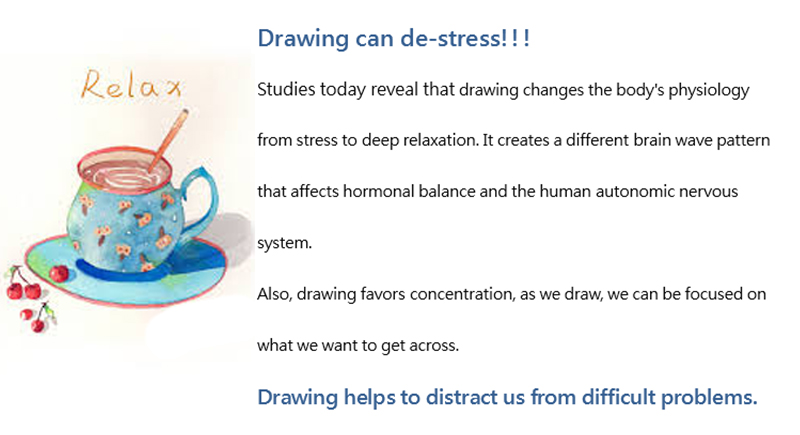 Relax
Drawing can de-stress!!!
Studies today reveal that drawing changes the body's physiology
from stress to deep relaxation. It creates a different brain wave pattern
that affects hormonal balance and the human autonomic nervous
system.
Also, drawing favors concentration, as we draw, we can be focused on
what we want to get across.
Drawing helps to distract us from difficult problems.